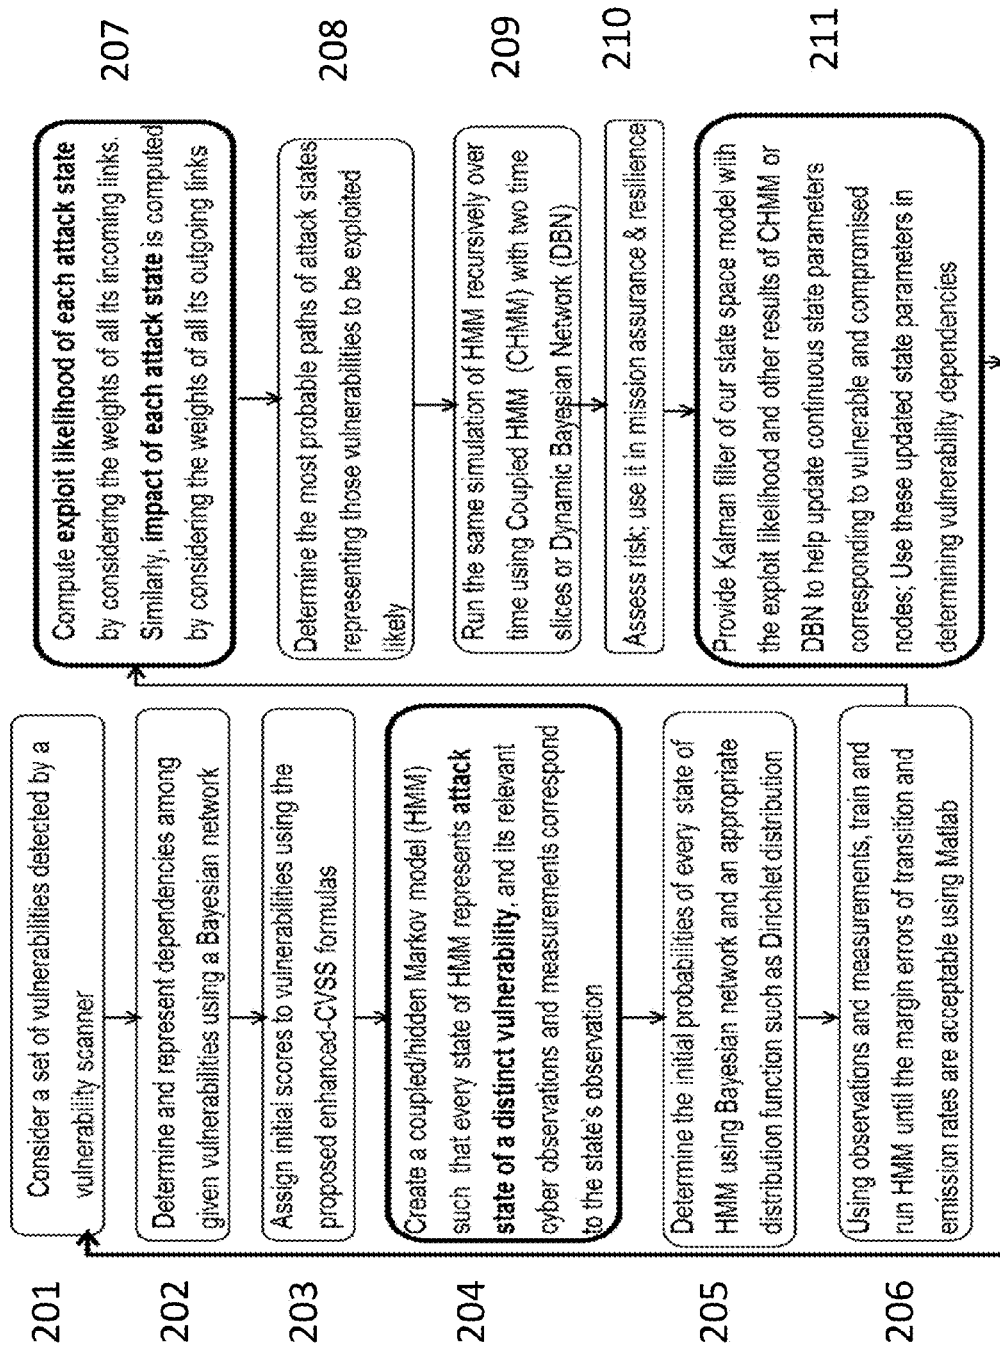 201
Consider a set of vulnerabilities detected by a
vulnerability scanner
202
Determine and represent dependencies among
given vulnerabilities using a Bayesian network
203
Assign initial scores to vulnerabilities using the
proposed enhanced-CVSS formulas
204
Create a coupled/hidden Markov model (HMM)
such that every state of HMM represents attack
state of a distinct vulnerability, and its relevant
cyber observations and measurements correspond
to the state's observation
205
Determine the initial probabilities of every state of
HMM using Bayesian network and an appropriate
distribution function such as Dirichlet distribution
206
Using observations and measurements, train and
run HMM until the margin errors of transition and
emission rates are acceptable using Matlab
Compute exploit likelihood of each attack state
by considering the weights of all its incoming links.
Similarly, impact of each attack state is computed
by considering the weights of all its outgoing links
207
Determine the most probable paths of attack states
representing those vulnerabilities to be exploited
likely
208
Run the same simulation of HMM recursively over
time using Coupled HMM (CHMM) with two time
slices or Dynamic Bayesian Network (DBN)
209
Assess risk; use it in mission assurance & resilience
210
Provide Kalman filter of our state space model with
the exploit likelihood and other results of CHMM or
DBN to help update continuous state parameters
corresponding to vulnerable and compromised
nodes; Use these updated state parameters in
determining vulnerability dependencies
211